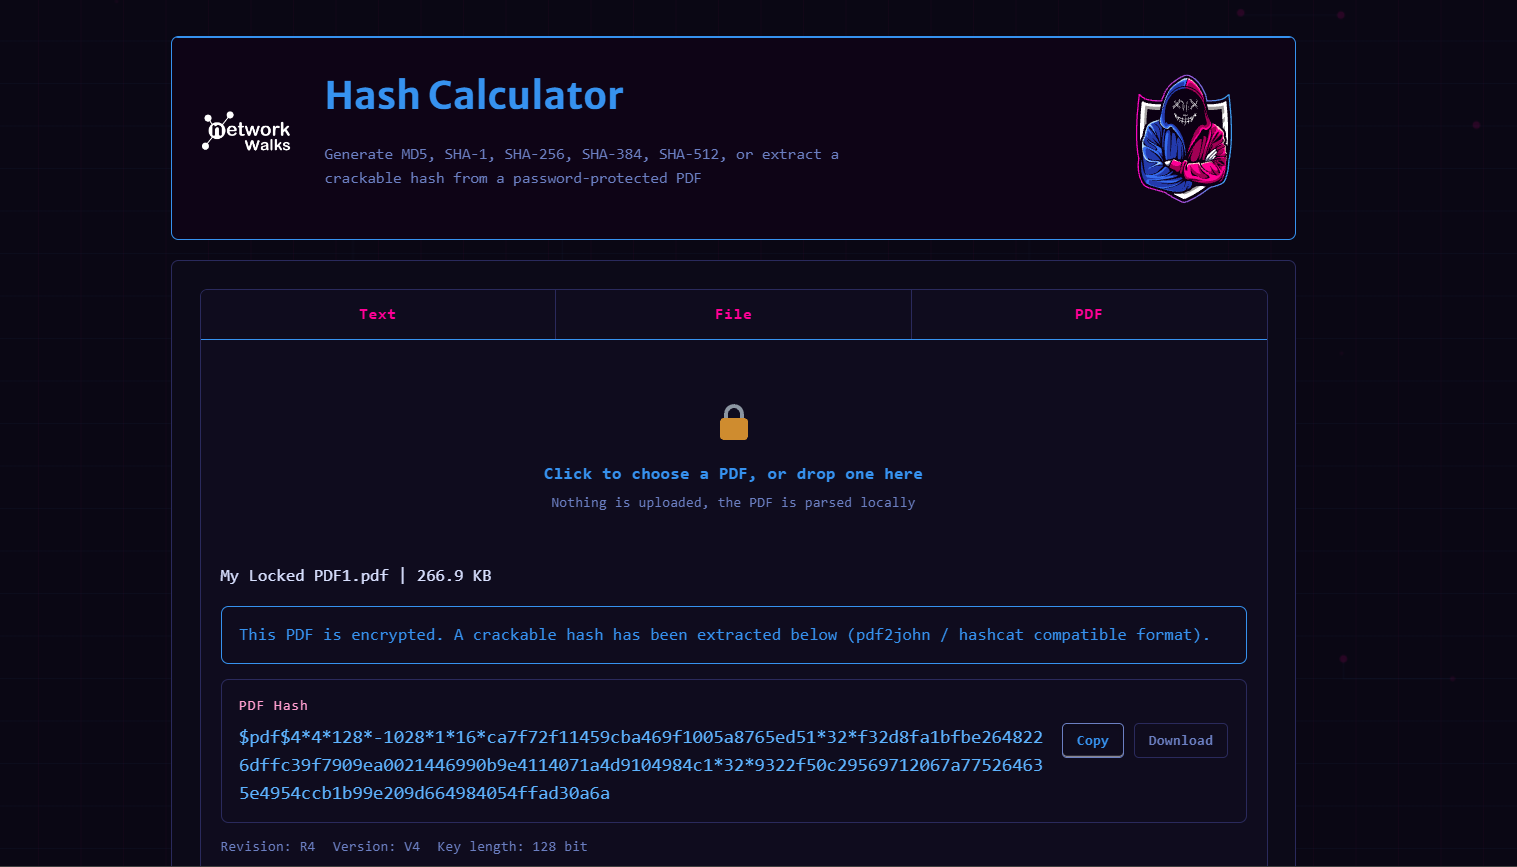 network
walks
Hash Calculator
Generate MD5, SHA-1, SHA-256, SHA-384, SHA-512, or extract a
crackable hash from a password-protected PDF
Text
File
PDF
Click to choose a PDF, or drop one here
Nothing is uploaded, the PDF is parsed locally
My Locked PDF1.pdf | 266.9 KB
This PDF is encrypted. A crackable hash has been extracted below (pdf2john / hashcat compatible format).
PDF Hash
$pdf$4*4*128*-1028*1*16*ca7f72f11459cba469f1005a8765ed51*32*f32d8fa1bfbe264822
6dffc39f7909ea0021446990b9e4114071a4d9104984c1*32*9322f50c29569712067a77526463
5e4954ccb1b99e209d664984054ffad30a6a
Copy
Download
Revision: R4 Version: V4 Key length: 128 bit